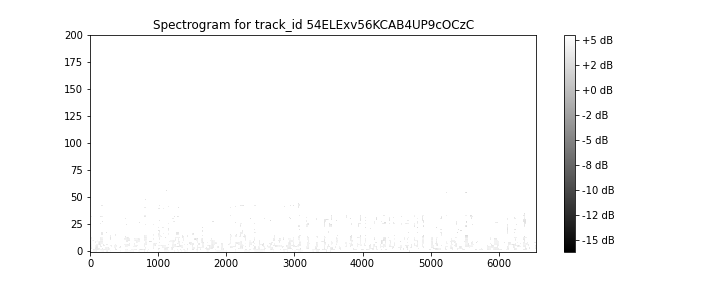 Spectrogram for track_id 54ELExv56KCAB4UP9cOCzC
200
175
150
125
100
75
50
25
0
0 1000 2000 3000 4000 5000 6000
+5 dB
+2 dB
+0 dB
-2 dB
-5 dB
-8 dB
-10 dB
-12 dB
-15 dB